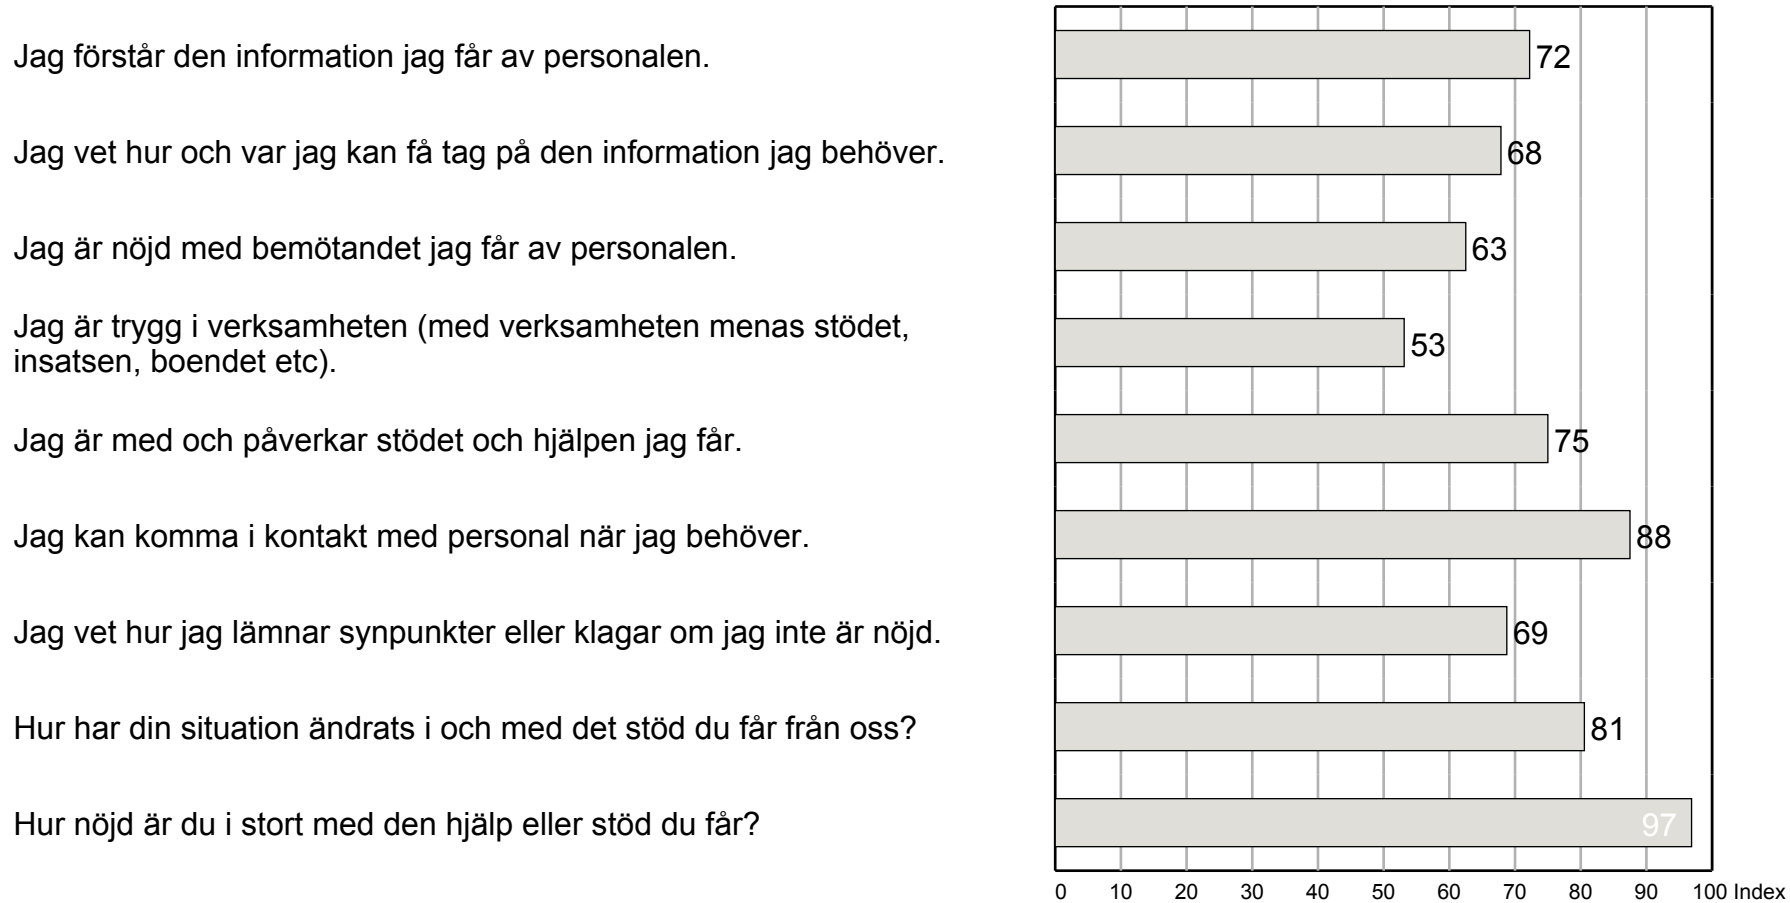 Jag förstår den information jag får av personalen.
72
Jag vet hur och var jag kan få tag på den information jag behöver.
68
Jag är nöjd med bemötandet jag får av personalen.
63
Jag är trygg i verksamheten (med verksamheten menas stödet,
insatsen, boendet etc).
53
Jag är med och påverkar stödet och hjälpen jag får.
75
Jag kan komma i kontakt med personal när jag behöver.
88
Jag vet hur jag lämnar synpunkter eller klagar om jag inte är nöjd.
69
Hur har din situation ändrats i och med det stöd du får från oss?
81
Hur nöjd är du i stort med den hjälp eller stöd du får?
97
0 10 20 30 40 50 60 70 80 90 100 Index